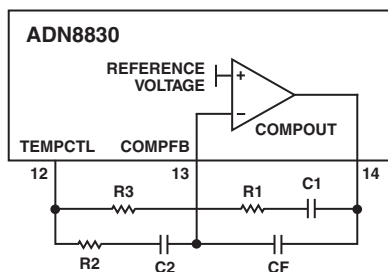 ADN8830
REFERENCE
VOLTAGE
+
−
COMPOUT
TEMPCTL
COMPFB
12
13
14
R3
R1
C1
R2
C2
CF